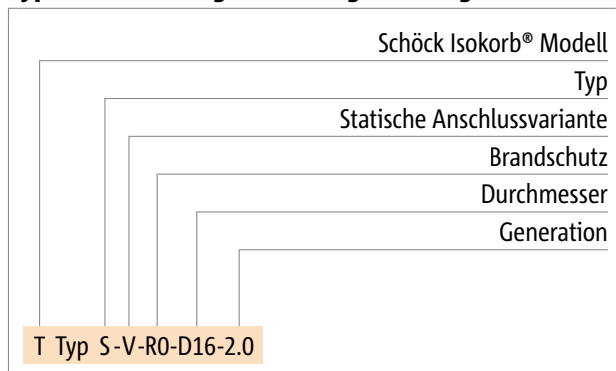 Schöck Isokorb® Modell
Typ
Statische Anschlussvariante
Brandschutz
Durchmesser
Generation
T Typ S-V-R0-D16-2.0